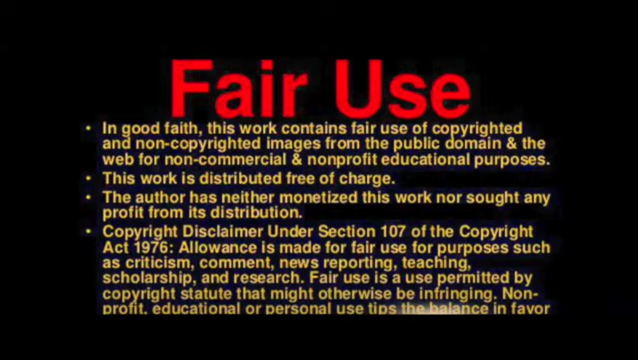 Fair Use
• In good faith, this work contains fair use of copyrighted
and non-copyrighted images from the public domain & the
web for non-commercial & nonprofit educational purposes.
• This work is distributed free of charge.
• The author has neither monetized this work nor sought any
profit from its distribution.
• Copyright Disclaimer Under Section 107 of the Copyright
Act 1976: Allowance is made for fair use for purposes such
as criticism, comment, news reporting, teaching,
scholarship, and research. Fair use is a use permitted by
copyright statute that might otherwise be infringing. Non-
profit, educational or personal use tips the balance in favor